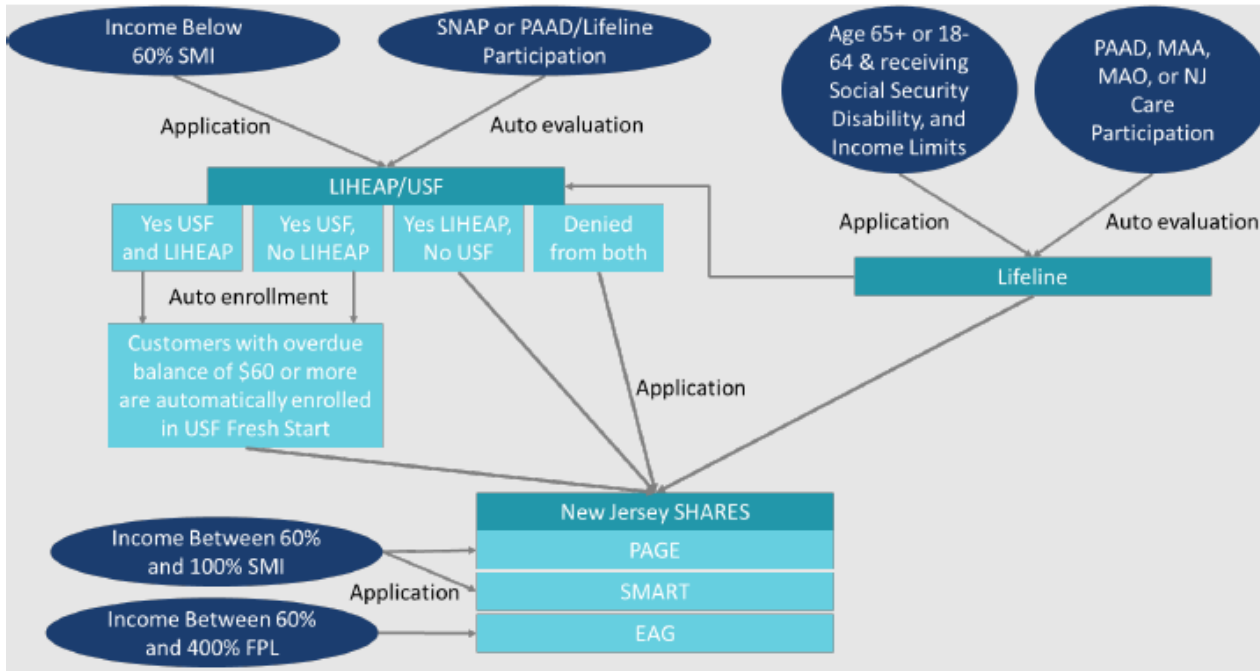 Income Below
60% SMI
SNAP or PAAD/Lifeline
Participation
Age 65+ or 18-
64 & receiving
Social Security
Disability, and
Income Limits
PAAD, MAA,
MAO, or NJ
Care
Participation
Application
Auto evaluation
LIHEAP/USF
Yes USF
and LIHEAP
Yes USF,
No LIHEAP
Yes LIHEAP,
No USF
Denied
from both
Application
Auto evaluation
Lifeline
Auto enrollment
Customers with overdue
balance of $60 or more
are automatically enrolled
in USF Fresh Start
Application
New Jersey SHARES
PAGE
SMART
EAG
Income Between 60%
and 100% SMI
Application
Income Between 60%
and 400% FPL